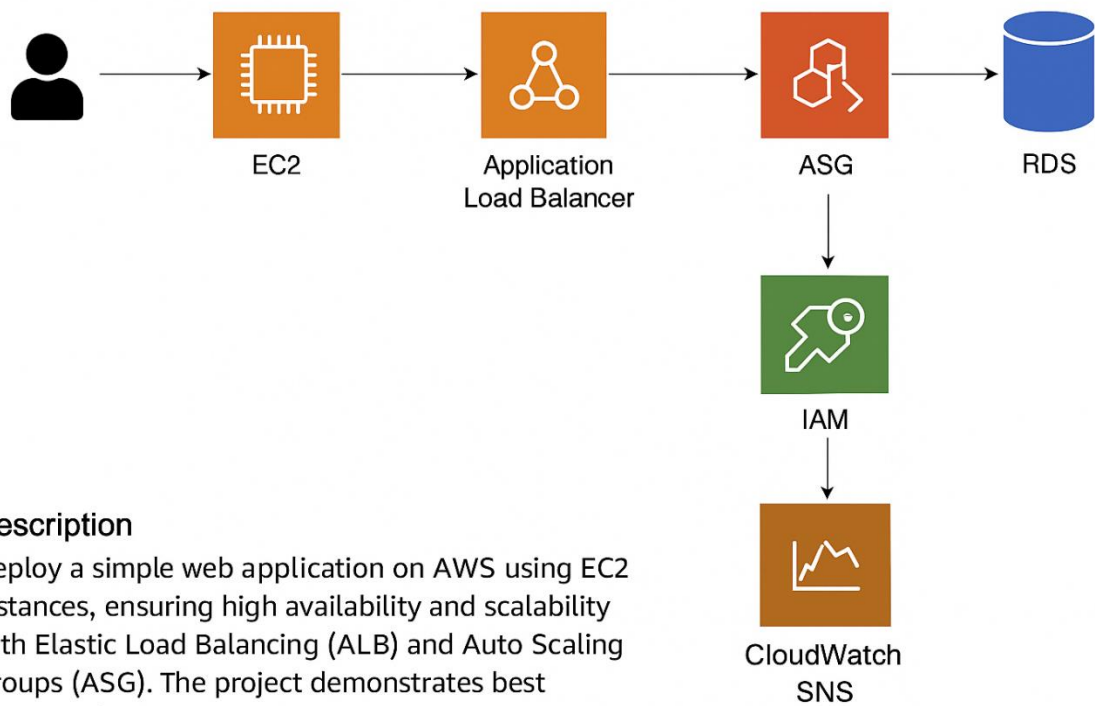 EC2
Application
Load Balancer
ASG
RDS
IAM
escription
eploy a simple web application on AWS using EC2
stances, ensuring high availability and scalability
th Elastic Load Balancing (ALB) and Auto Scaling
roups (ASG). The project demonstrates best
CloudWatch
SNS